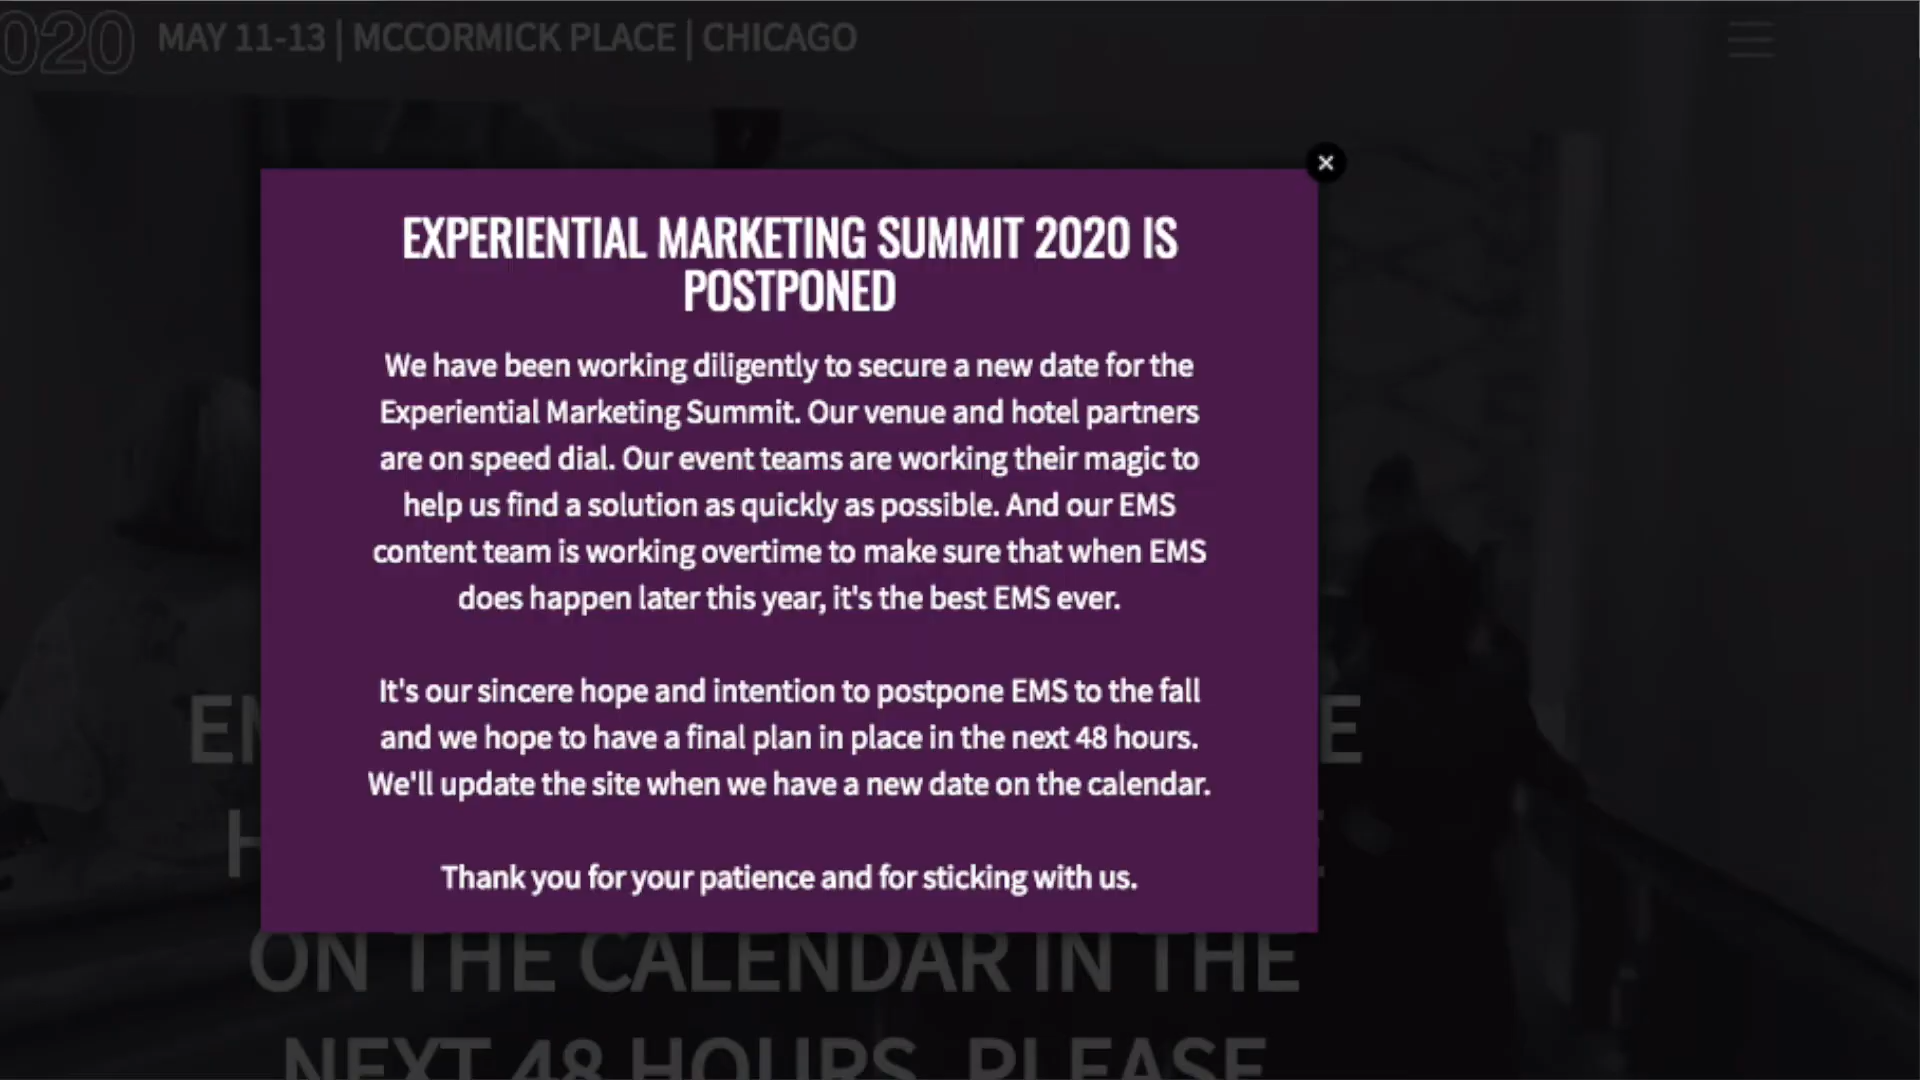 020 MAY 11-13 | MCCORMICK PLACE | CHICAGO
×
EXPERIENTIAL MARKETING SUMMIT 2020 IS
POSTPONED
We have been working diligently to secure a new date for the
Experiential Marketing Summit. Our venue and hotel partners
are on speed dial. Our event teams are working their magic to
help us find a solution as quickly as possible. And our EMS
content team is working overtime to make sure that when EMS
does happen later this year, it's the best EMS ever.
It's our sincere hope and intention to postpone EMS to the fall
and we hope to have a final plan in place in the next 48 hours.
We'll update the site when we have a new date on the calendar.
Thank you for your patience and for sticking with us.
ON THE CALENDAR IN THE
NEXT 48 HOURS. PLEASE